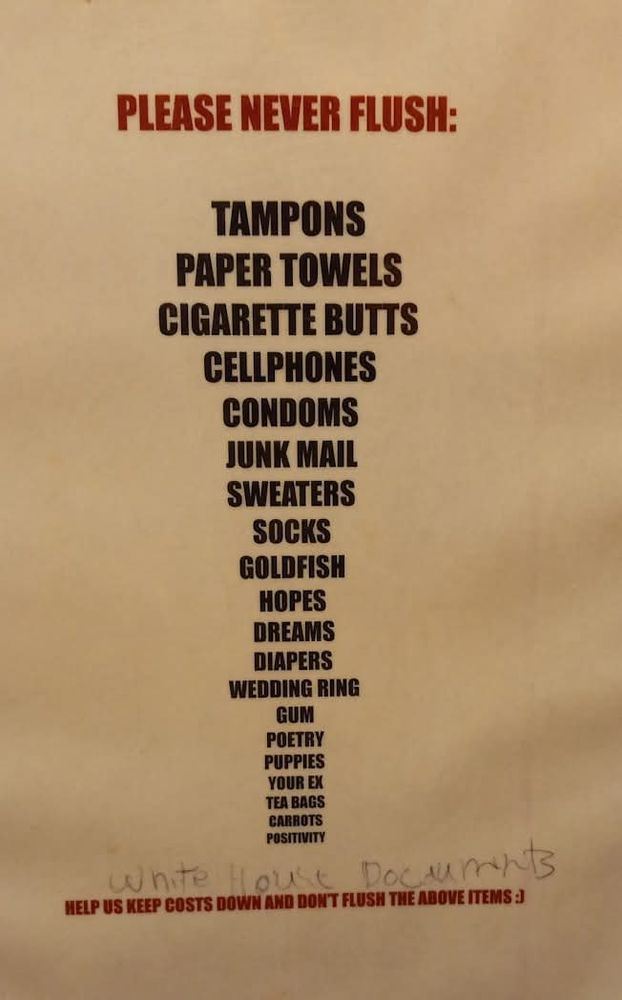 PLEASE NEVER FLUSH:
TAMPONS
PAPER TOWELS
CIGARETTE BUTTS
CELLPHONES
CONDOMS
JUNK MAIL
SWEATERS
SOCKS
GOLDFISH
HOPES
DREAMS
DIAPERS
WEDDING RING
GUM
POETRY
PUPPIES
YOUR EX
TEA BAGS
CARROTS
POSITIVITY
White House Documents
HELP US KEEP COSTS DOWN AND DON'T FLUSH THE ABOVE ITEMS :)